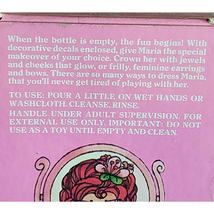 When the bottle is empty, the fun begins! With
decorative decals enclosed, give Maria the special
makeover of your choice. Crown her with jewels
and cheeks that glow, or frilly, feminine earrings
and bows. There are so many ways to dress Maria,
that you'll never get tired of playing with her.
TO USE: POUR A LITTLE ON WET HANDS OR
WASHCLOTH. CLEANSE, RINSE.
HANDLE UNDER ADULT SUPERVISION. FOR
EXTERNAL USE ONLY. IMPORTANT: DO NOT
USE AS A TOY UNTIL EMPTY AND CLEAN.